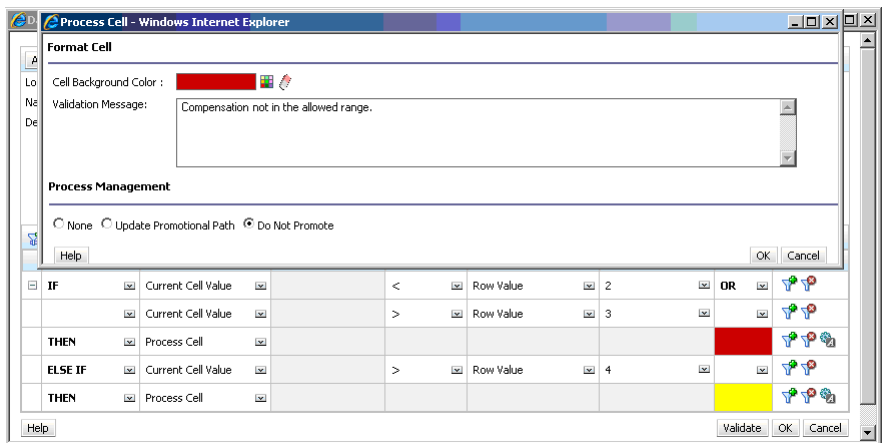 D
Process Cell - Windows Internet Explorer
Format Cell
A
Lo
Cell Background Color :
Na
Validation Message:
Compensation not in the allowed range.
De
Process Management
None Update Promotional Path Do Not Promote
Help OK Cancel
IF Current Cell Value < Row Value 2 OR
Current Cell Value > Row Value 3
THEN Process Cell
ELSE IF Current Cell Value > Row Value 4
THEN Process Cell
Help Validate OK Cancel